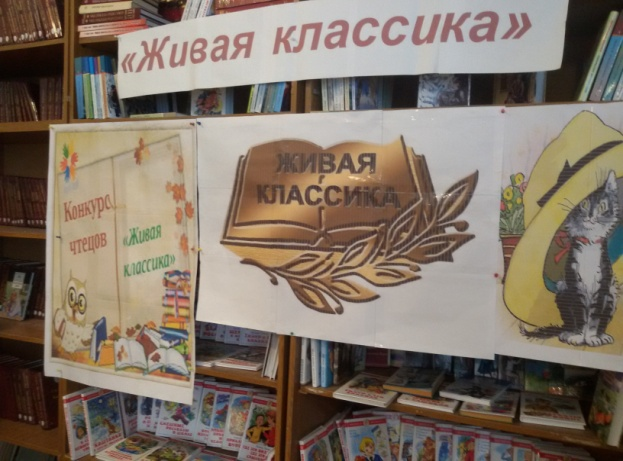 «Живая классика»
Конкурс
чтецов
«Живая
классика»
ЖИВАЯ
КЛАССИКА